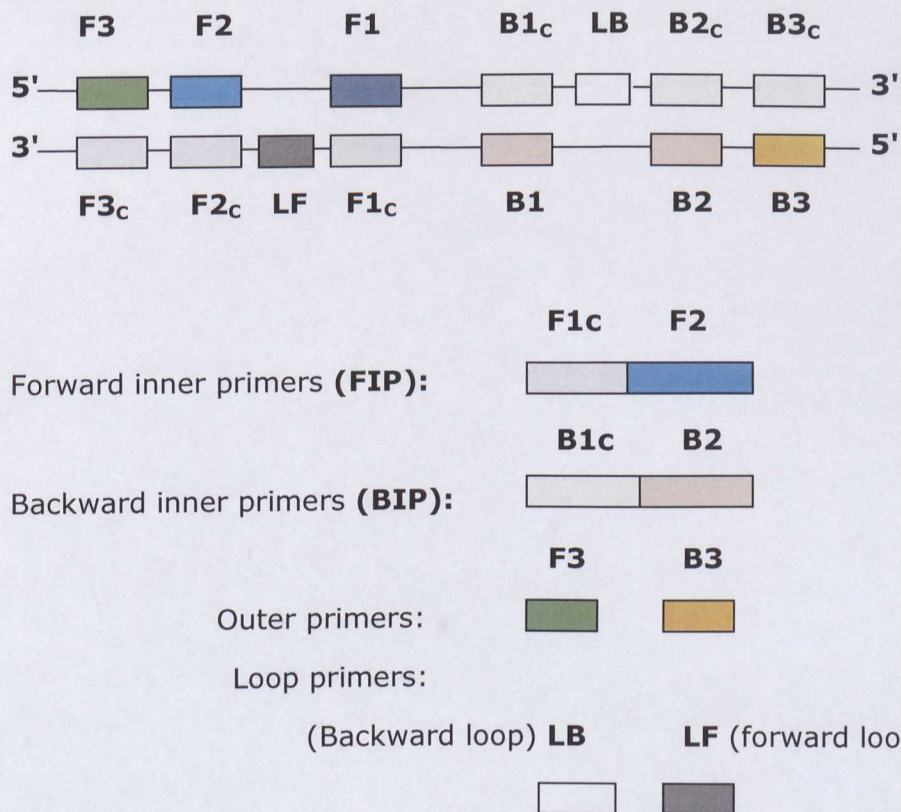 F3 F2 F1 B1c LB B2c B3c
5' 3'
3' 5'
F3c F2c LF F1c B1 B2 B3
F1c F2
Forward inner primers (FIP):
B1c B2
Backward inner primers (BIP):
F3 B3
Outer primers:
Loop primers:
(Backward loop) LB LF (forward loo